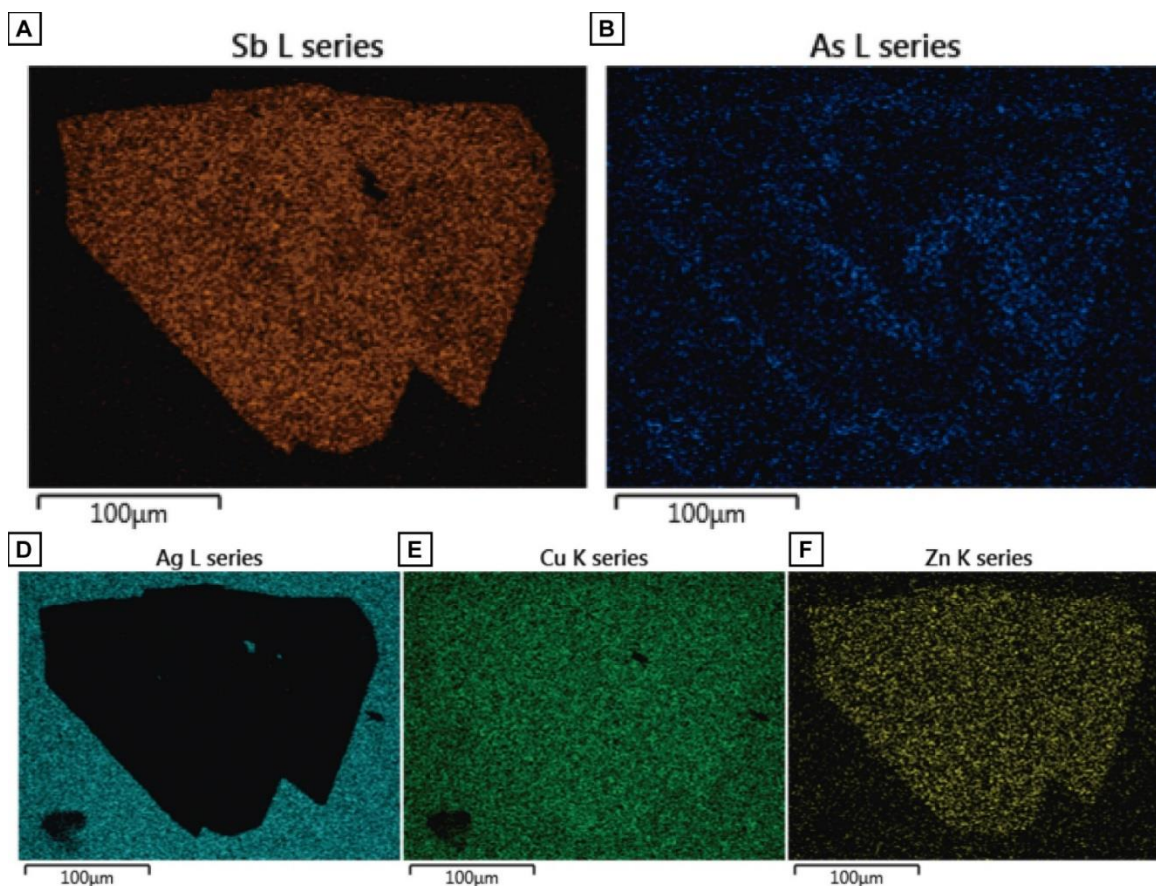 A
Sb L series
B
As L series
100μm
100μm
D
Ag L series
E
Cu K series
F
Zn K series
100μm
100μm
100μm